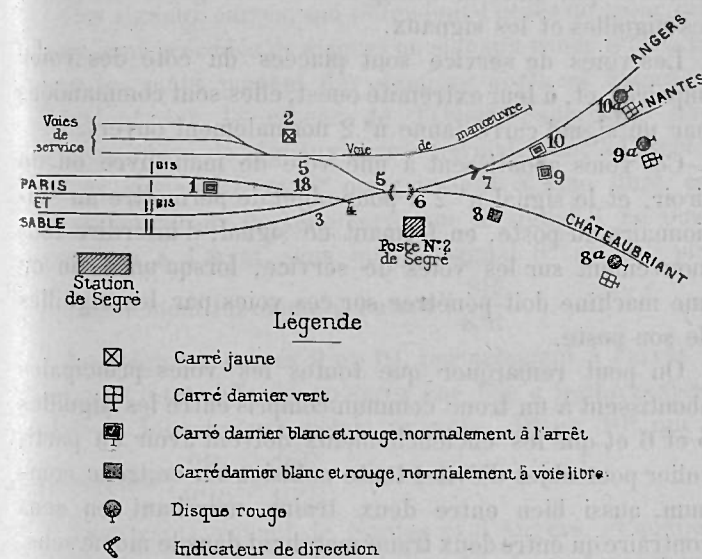 ANGERS
2
10a
NANTES
Voies
de
service
Voie
de
manœuvre
10
9a
BIS
5
5
7
9
PARIS
1
18
6
8
ET
BIS
4
SABLE
3
CHÂTEAUBRIANT
Poste N° 2
de Segré
8a
Station
de Segré
Légende
Carré jaune
Carré damier vert
Carré damier blanc et rouge, normalement à l'arrêt
Carré damier blanc et rouge, normalement à voie libre
Disque rouge
Indicateur de direction